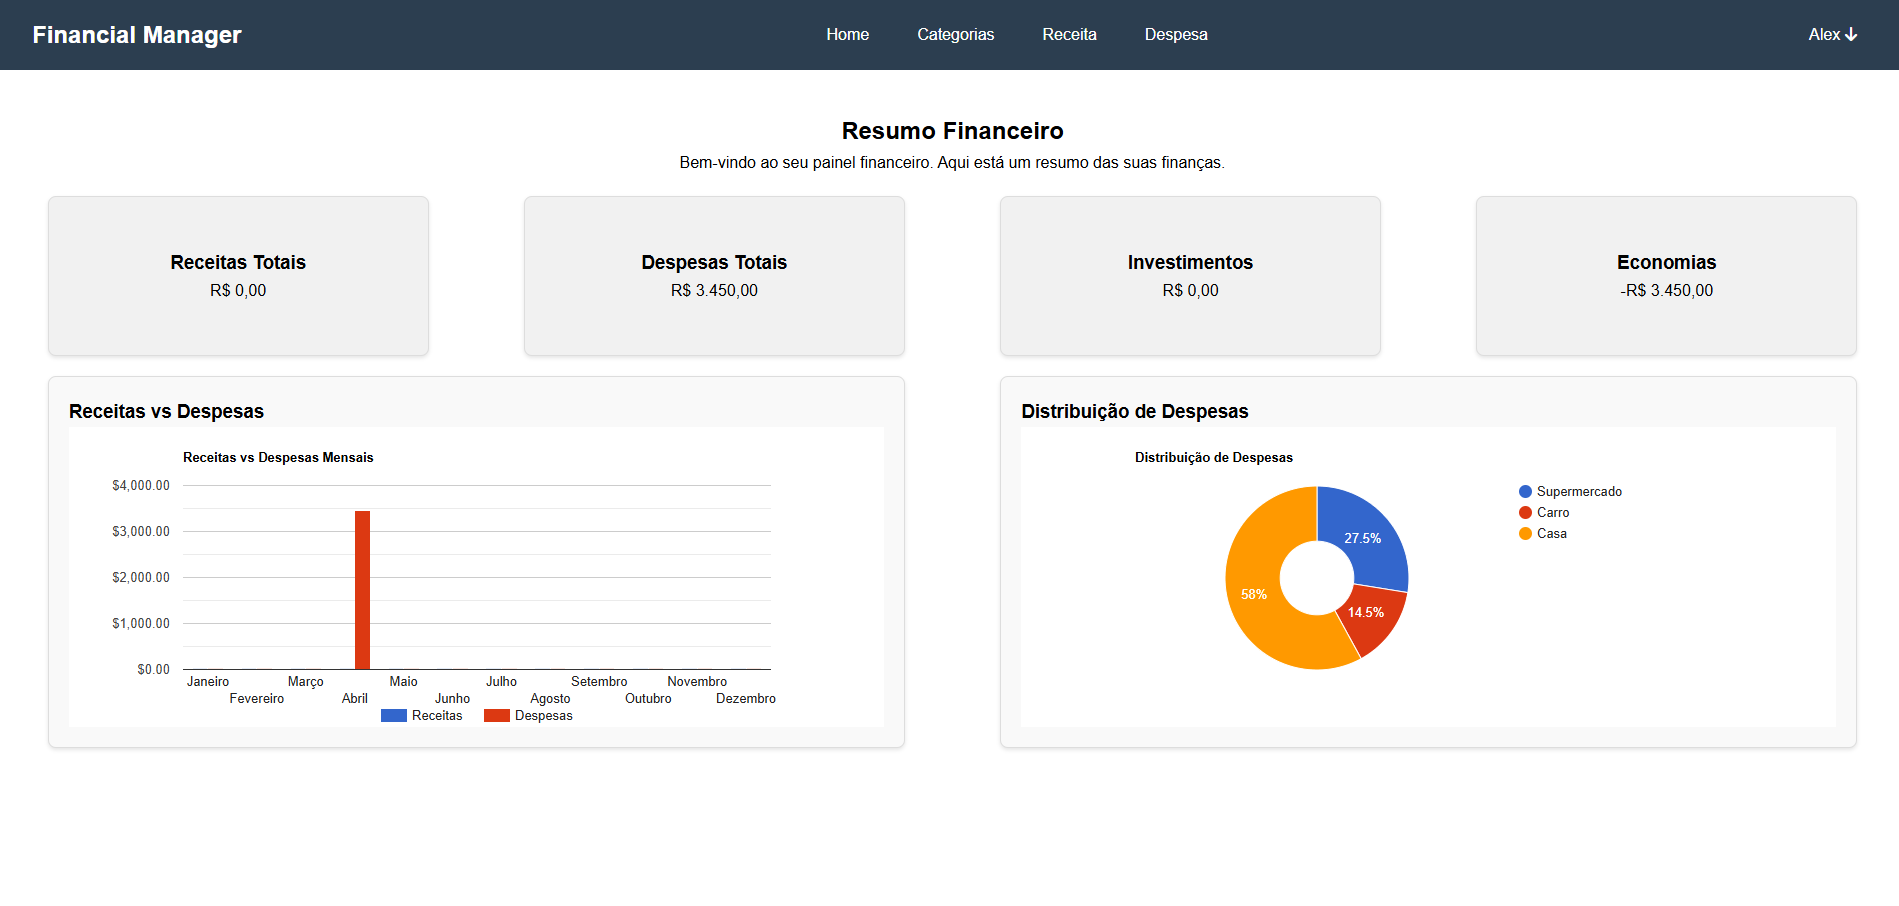 Financial Manager
Home
Categorias
Receita
Despesa
Alex
Resumo Financeiro
Bem-vindo ao seu painel financeiro. Aqui está um resumo das suas finanças.
Receitas Totais
R$ 0,00
Despesas Totais
R$ 3.450,00
Investimentos
R$ 0,00
Economias
-R$ 3.450,00
Receitas vs Despesas
Receitas vs Despesas Mensais
$4,000.00
$3,000.00
$2,000.00
$1,000.00
$0.00
Janeiro
Fevereiro
Março
Abril
Maio
Junho
Julho
Agosto
Setembro
Outubro
Novembro
Dezembro
Receitas
Despesas
Distribuição de Despesas
Distribuição de Despesas
27.5%
14.5%
58%
Supermercado
Carro
Casa